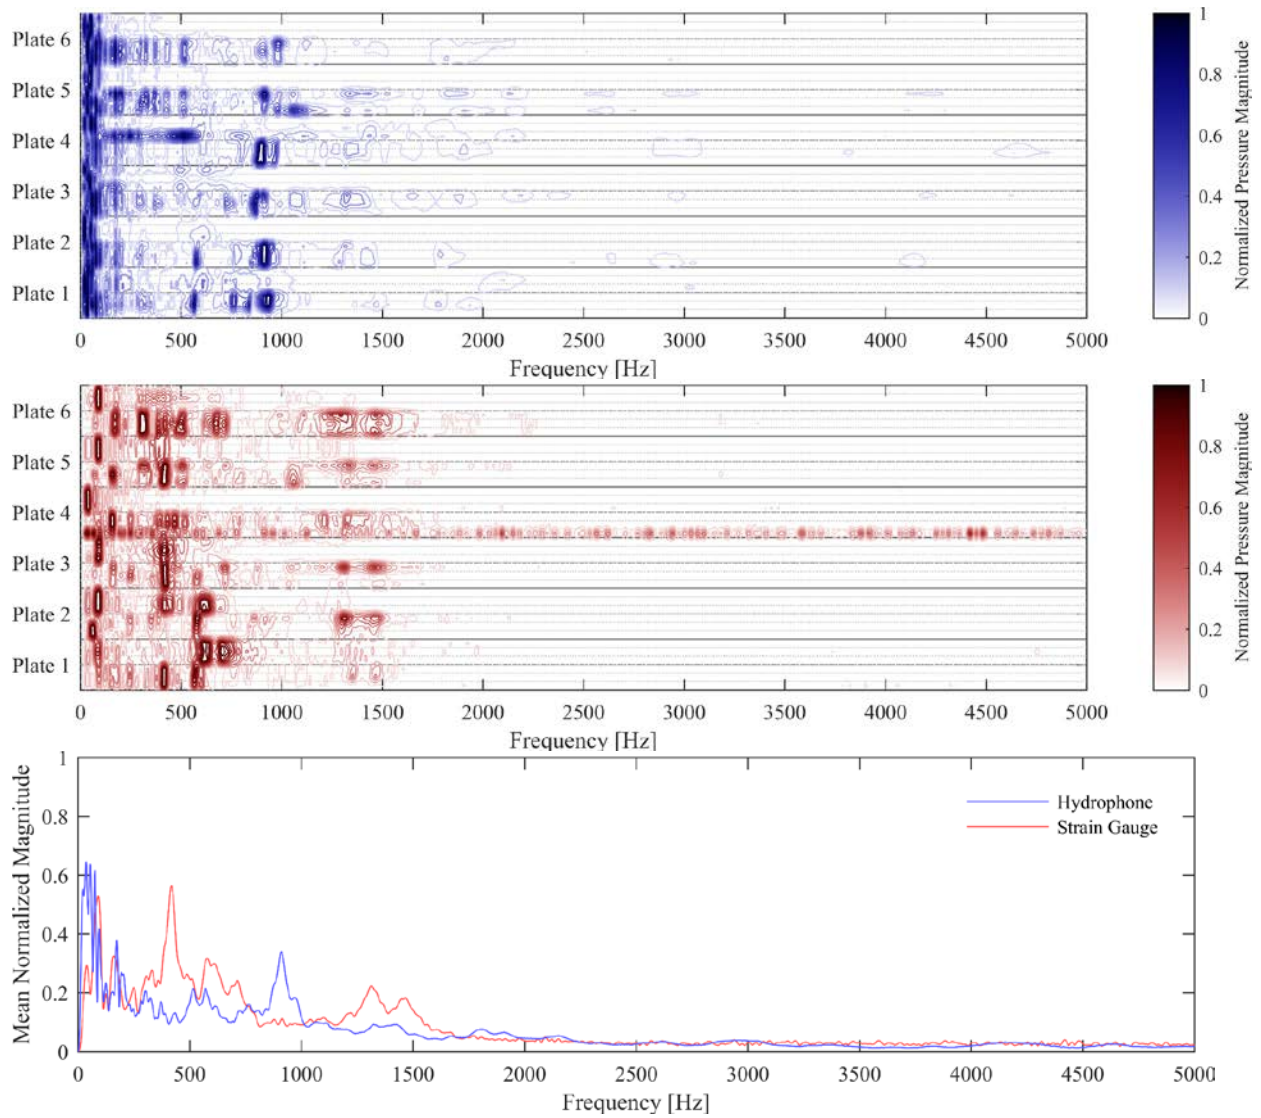 Plate 6
Plate 5
Plate 4
Plate 3
Plate 2
Plate 1
0 500 1000 1500 2000 2500 3000 3500 4000 4500 5000
Frequency [Hz]
1
0.8
0.6
0.4
0.2
0
Normalized Pressure Magnitude
Plate 6
Plate 5
Plate 4
Plate 3
Plate 2
Plate 1
0 500 1000 1500 2000 2500 3000 3500 4000 4500 5000
Frequency [Hz]
1
0.8
0.6
0.4
0.2
0
Normalized Pressure Magnitude
Mean Normalized Magnitude
1
0.8
0.6
0.4
0.2
0
Hydrophone
Strain Gauge
0 500 1000 1500 2000 2500 3000 3500 4000 4500 5000
Frequency [Hz]